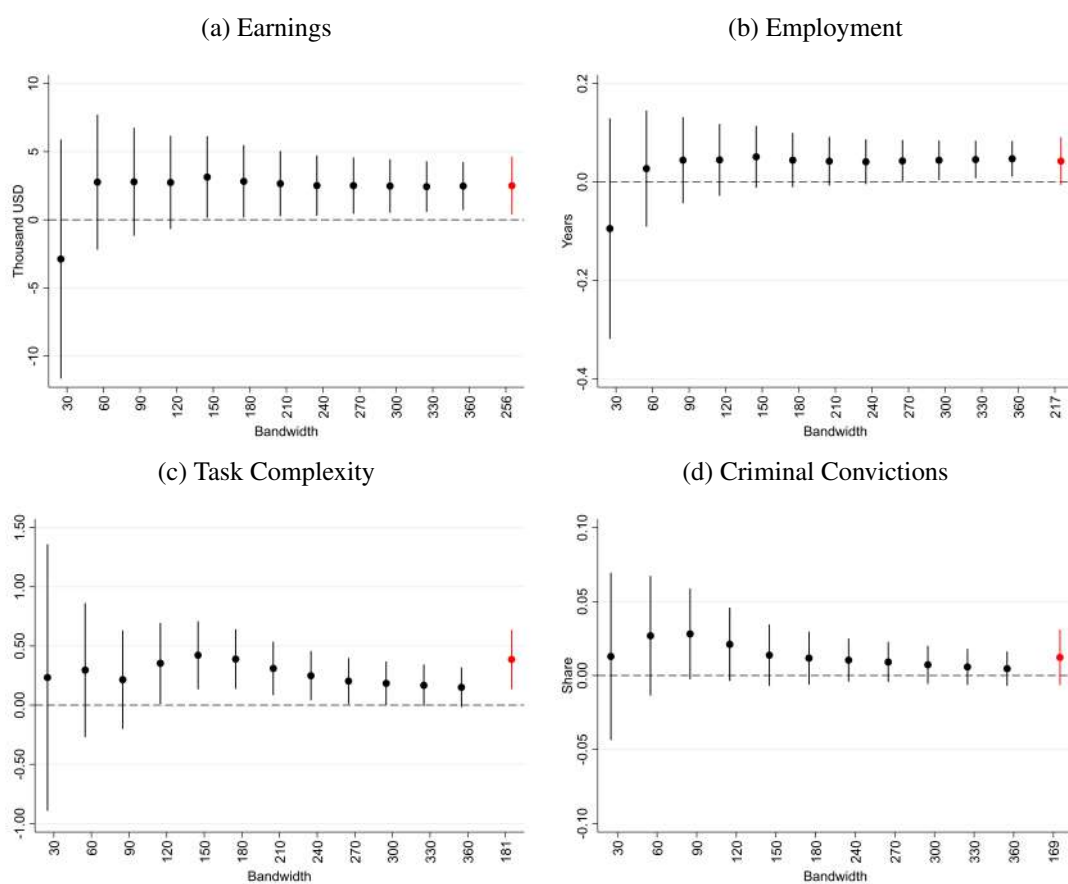 (a) Earnings
Thousand USD
10
5
0
-5
-10
30 60 90 120 150 180 210 240 270 300 330 360 256
Bandwidth
(b) Employment
Years
0.2
0.0
-0.2
-0.4
30 60 90 120 150 180 210 240 270 300 330 360 217
Bandwidth
(c) Task Complexity
1.50
1.00
0.50
0.00
-0.50
-1.00
30 60 90 120 150 180 210 240 270 300 330 360 181
Bandwidth
(d) Criminal Convictions
Share
0.10
0.05
0.00
-0.05
-0.10
30 60 90 120 150 180 210 240 270 300 330 360 169
Bandwidth